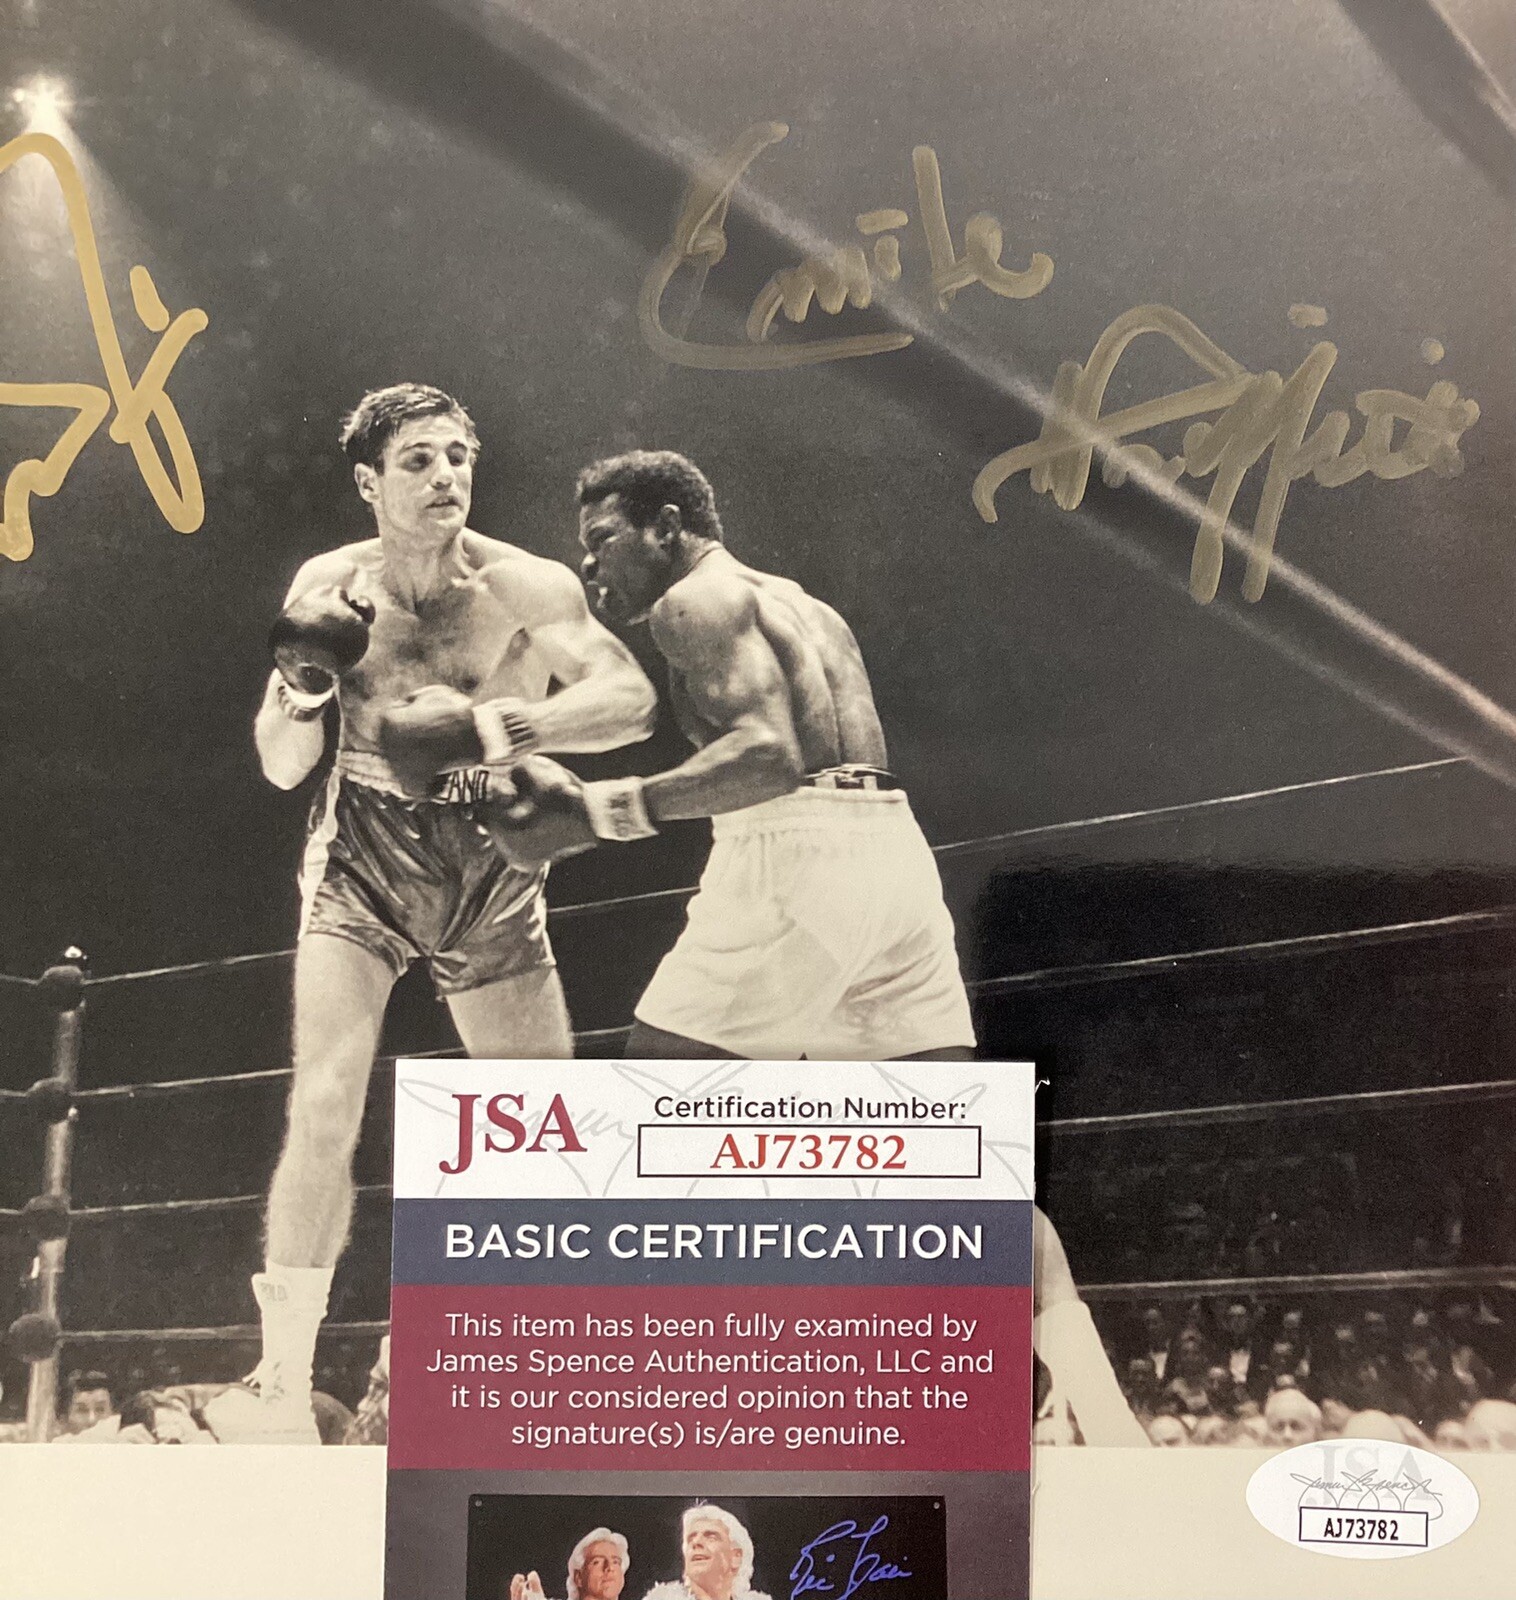 Emile
Griffith
JSA
Certification Number:
AJ73782
BASIC CERTIFICATION
This item has been fully examined by
James Spence Authentication, LLC and
it is our considered opinion that the
signature(s) is/are genuine.
JSA
AJ73782